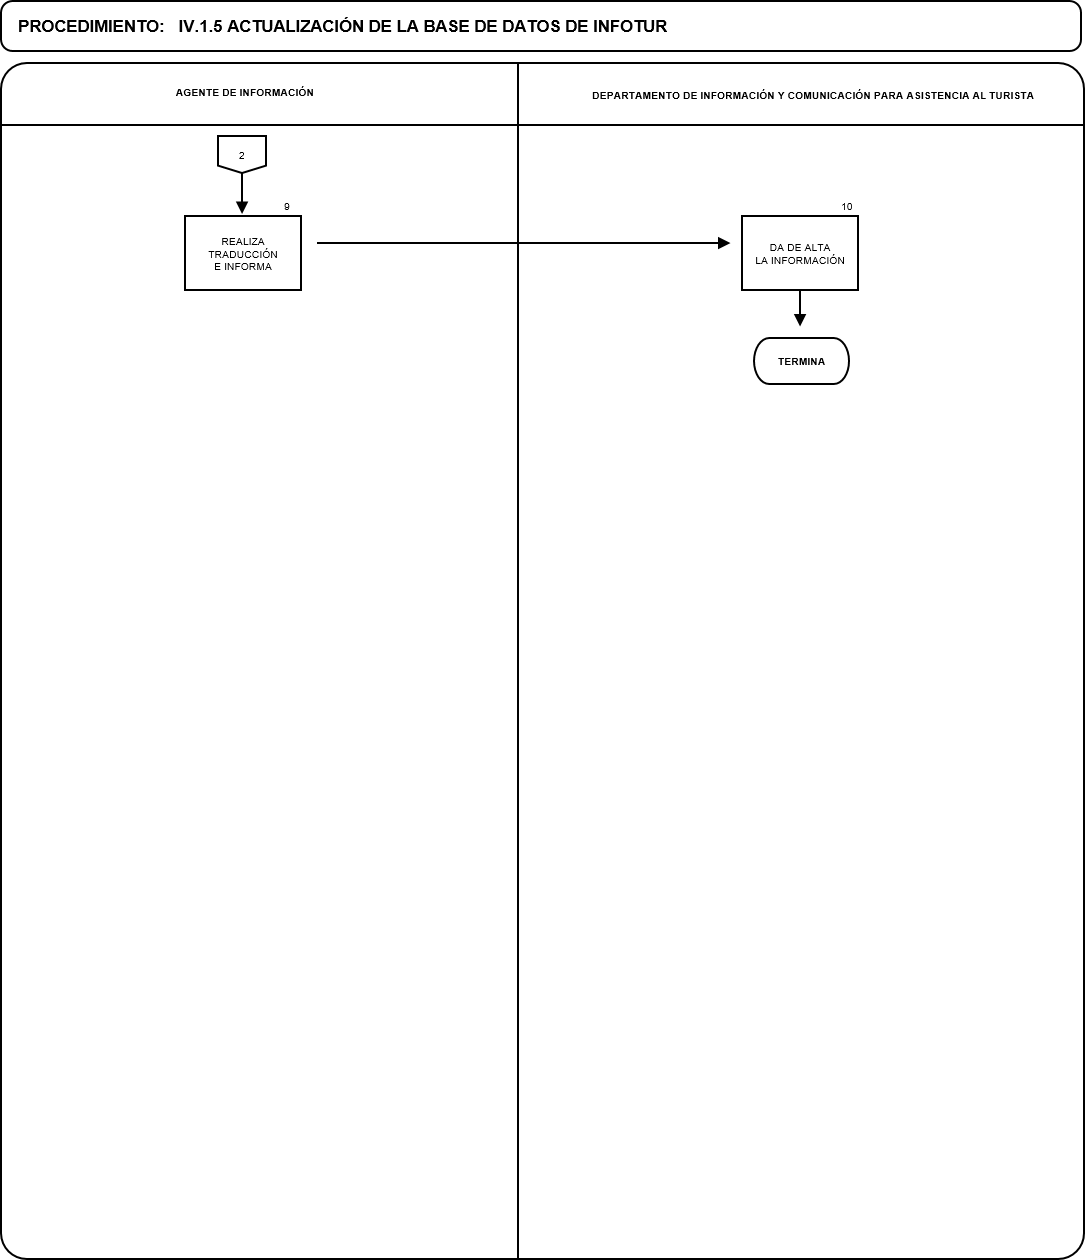 PROCEDIMIENTO: IV.1.5 ACTUALIZACIÓN DE LA BASE DE DATOS DE INFOTUR
AGENTE DE INFORMACIÓN
DEPARTAMENTO DE INFORMACIÓN Y COMUNICACIÓN PARA ASISTENCIA AL TURISTA
2
9
REALIZA
TRADUCCIÓN
E INFORMA
10
DA DE ALTA
LA INFORMACIÓN
TERMINA